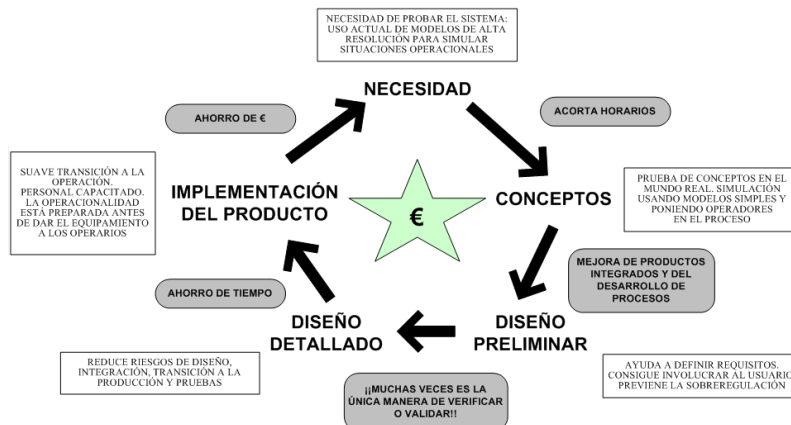 NECESIDAD DE PROBAR EL SISTEMA:
USO ACTUAL DE MODELOS DE ALTA
RESOLUCIÓN PARA SIMULAR
SITUACIONES OPERACIONALES
NECESIDAD
AHORRO DE €
ACORTA HORARIOS
SUAVE TRANSICIÓN A LA
OPERACIÓN.
PERSONAL CAPACITADO.
LA OPERACIONALIDAD
ESTÁ PREPARADA ANTES
DE DAR EL EQUIPAMIENTO
A LOS OPERARIOS
IMPLEMENTACIÓN
DEL PRODUCTO
€
CONCEPTOS
PRUEBA DE CONCEPTOS EN EL
MUNDO REAL. SIMULACIÓN
USANDO MODELOS SIMPLES Y
PONIENDO OPERADORES
EN EL PROCESO
MEJORA DE PRODUCTOS
INTEGRADOS Y DEL
DESARROLLO DE
PROCESOS
AHORRO DE TIEMPO
DISEÑO
DETALLADO
DISEÑO
PRELIMINAR
REDUCE RIESGOS DE DISEÑO,
INTEGRACIÓN, TRANSICIÓN A LA
PRODUCCIÓN Y PRUEBAS
¡¡MUCHAS VECES ES LA
ÚNICA MANERA DE VERIFICAR
O VALIDAR!!
AYUDA A DEFINIR REQUISITOS.
CONSIGUE INVOLUCRAR AL USUARIO
PREVIENE LA SOBREREGULACIÓN